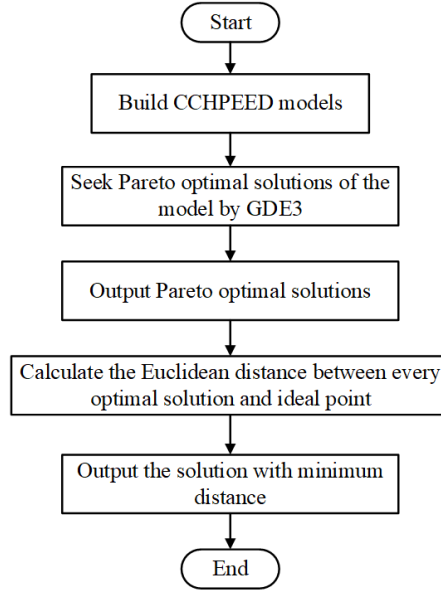 Start
Build CCHPEED models
Seek Pareto optimal solutions of the
model by GDE3
Output Pareto optimal solutions
Calculate the Euclidean distance between every
optimal solution and ideal point
Output the solution with minimum
distance
End